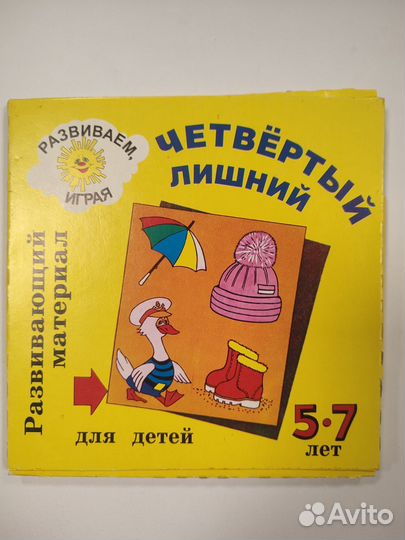 РАЗВИВАЕМ,
ИГРАЯ
ЧЕТВЁРТЫЙ
ЛИШНИЙ
Развивающий
материал
для детей
5·7
лет
Avito